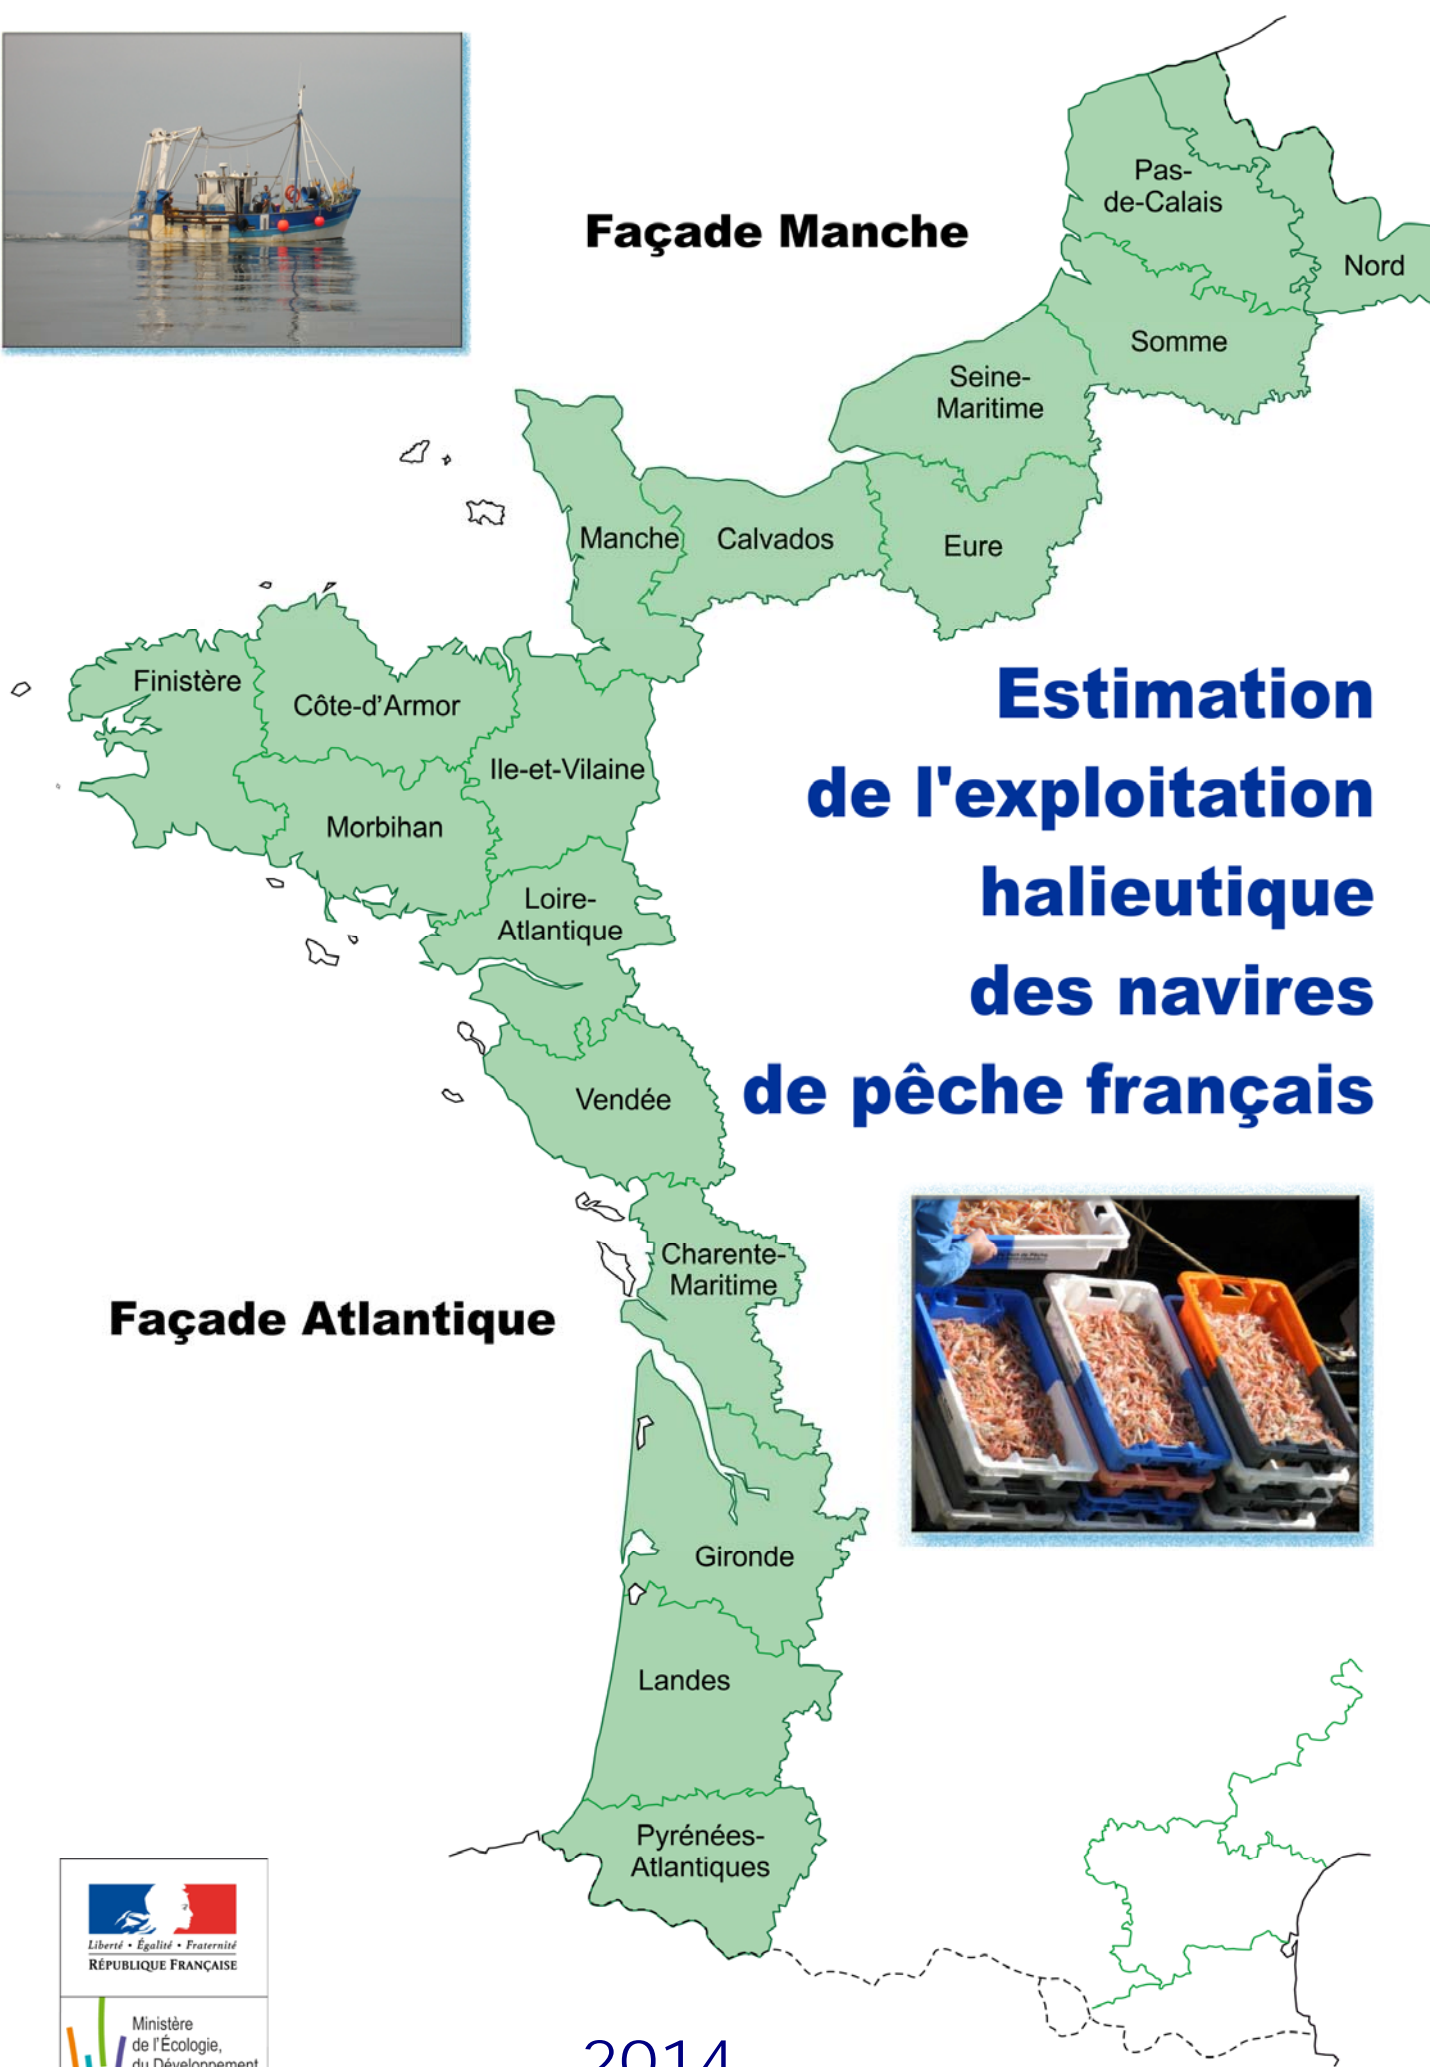 Façade Manche
Pas-
de-Calais
Nord
Somme
Seine-
Maritime
Manche
Calvados
Eure
Finistère
Côte-d'Armor
Ile-et-Vilaine
Morbihan
Loire-
Atlantique
Vendée
Estimation
de l'exploitation
halieutique
des navires
de pêche français
Façade Atlantique
Charente-
Maritime
Gironde
Landes
Pyrénées-
Atlantiques
Liberté • Égalité • Fraternité
RÉPUBLIQUE FRANÇAISE
Ministère
de l'Écologie,
du Développement
2014